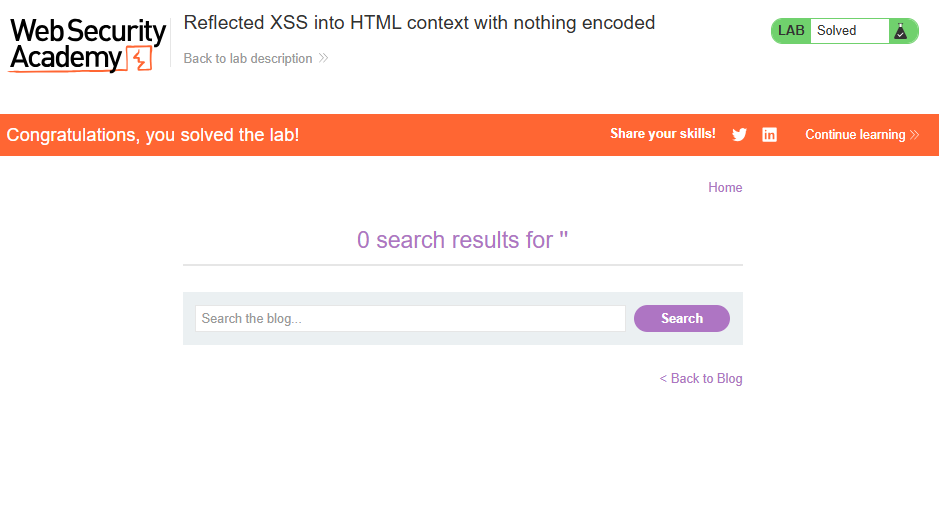 Web Security
Academy
Reflected XSS into HTML context with nothing encoded
Back to lab description
LAB Solved
Congratulations, you solved the lab!
Share your skills!
Continue learning
Home
0 search results for ''
Search the blog...
Search
< Back to Blog